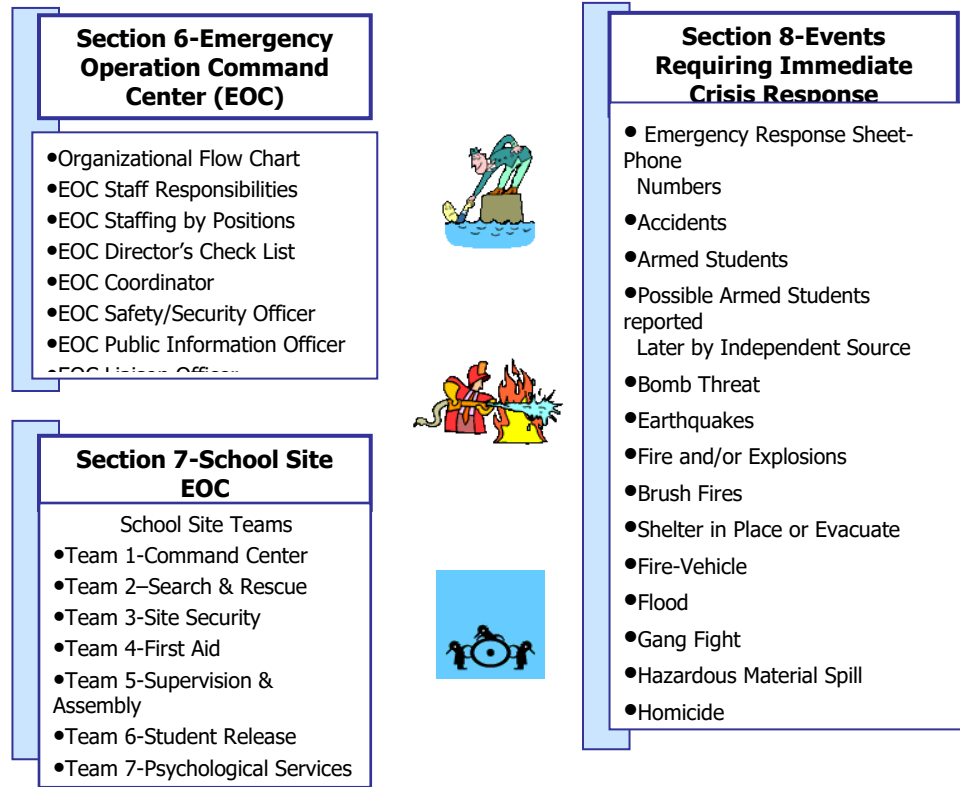 Section 6-Emergency
Operation Command
Center (EOC)
•Organizational Flow Chart
•EOC Staff Responsibilities
•EOC Staffing by Positions
•EOC Director's Check List
•EOC Coordinator
•EOC Safety/Security Officer
•EOC Public Information Officer
•EOC Liaison Officer
Section 7-School Site
EOC
School Site Teams
•Team 1-Command Center
•Team 2–Search & Rescue
•Team 3-Site Security
•Team 4-First Aid
•Team 5-Supervision &
Assembly
•Team 6-Student Release
•Team 7-Psychological Services
Section 8-Events
Requiring Immediate
Crisis Response
• Emergency Response Sheet-
Phone
Numbers
•Accidents
•Armed Students
•Possible Armed Students
reported
Later by Independent Source
•Bomb Threat
•Earthquakes
•Fire and/or Explosions
•Brush Fires
•Shelter in Place or Evacuate
•Fire-Vehicle
•Flood
•Gang Fight
•Hazardous Material Spill
•Homicide